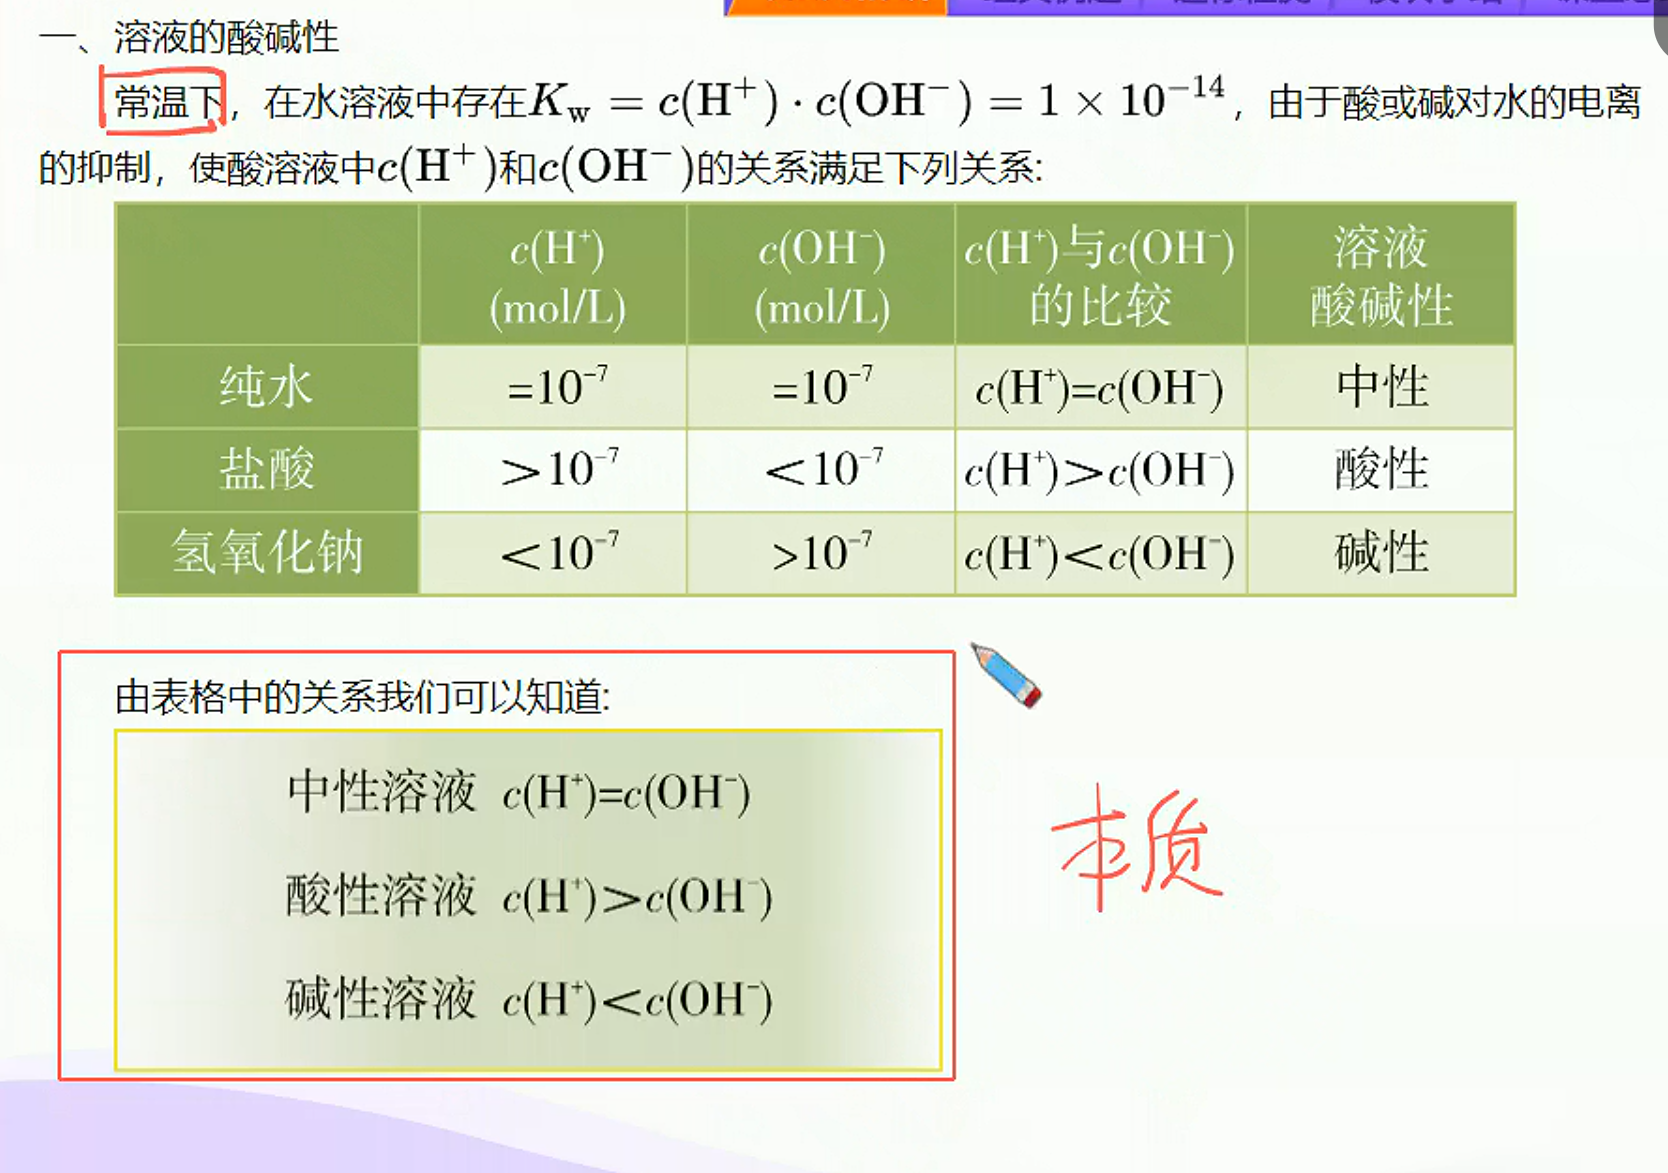 一、溶液的酸碱性
常温下，在水溶液中存在Kw = c(H⁺) · c(OH⁻) = 1 × 10⁻¹⁴，由于酸或碱对水的电离
的抑制，使酸溶液中c(H⁺)和c(OH⁻)的关系满足下列关系:
c(H⁺) (mol/L) c(OH⁻) (mol/L) c(H⁺)与c(OH⁻)的比较 溶液酸碱性
纯水 =10⁻⁷ =10⁻⁷ c(H⁺)=c(OH⁻) 中性
盐酸 >10⁻⁷ <10⁻⁷ c(H⁺)>c(OH⁻) 酸性
氢氧化钠 <10⁻⁷ >10⁻⁷ c(H⁺)<c(OH⁻) 碱性
由表格中的关系我们可以知道:
中性溶液 c(H⁺)=c(OH⁻)
酸性溶液 c(H⁺)>c(OH⁻)
碱性溶液 c(H⁺)<c(OH⁻)
本质